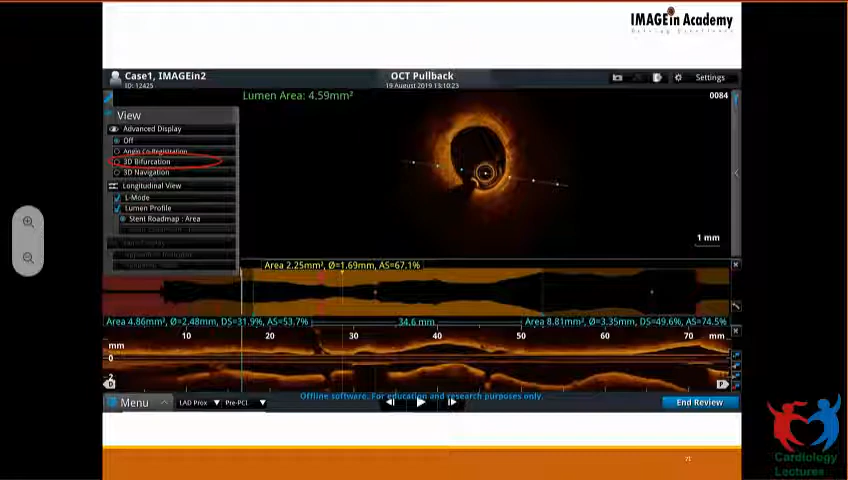 IMAGEin Academy
Case1, IMAGEin2
ID: 12425
OCT Pullback
19 August 2019 13:10:23
Settings
Lumen Area: 4.59mm²
0084
View
Advanced Display
Off
Angio Co-Registration
3D Bifurcation
3D Navigation
Longitudinal View
L-Mode
Lumen Profile
Stent Roadmap : Area
1 mm
Area 2.25mm², Ø=1.69mm, AS=67.1%
Area 4.86mm², Ø=2.48mm, DS=31.9%, AS=53.7%
34.6 mm
Area 8.81mm², Ø=3.35mm, DS=49.6%, AS=74.5%
mm 10 20 30 40 50 60 70 mm
0
2
D
P
Offline software. For education and research purposes only.
Menu
LAD Prox
Pre-PCI
End Review
71
Cardiology
Lectures